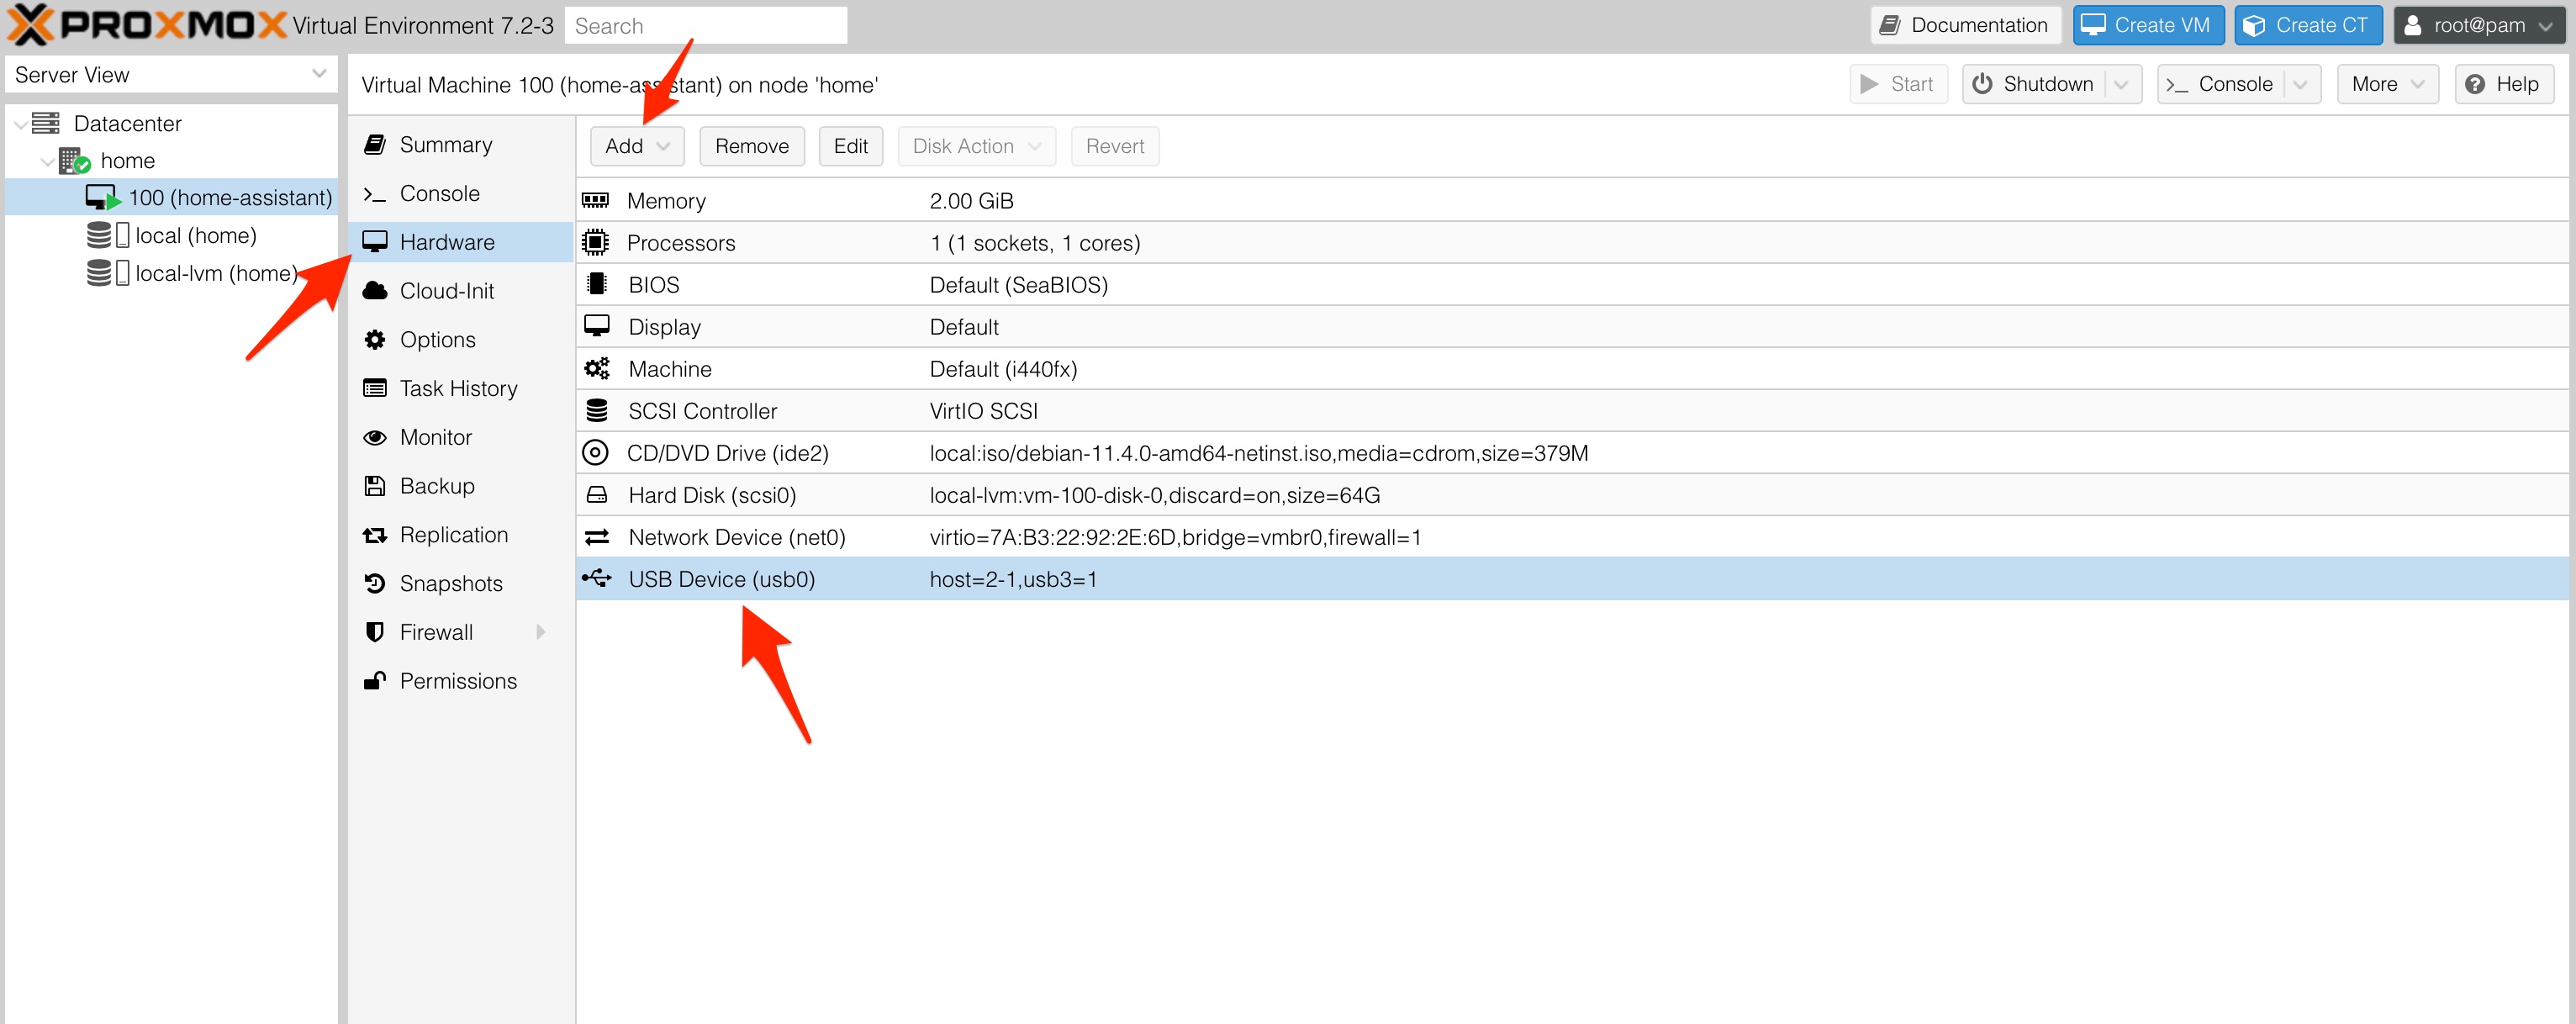 PROXMOX Virtual Environment 7.2-3 Search Documentation Create VM Create CT root@pam
Server View
Datacenter
home
100 (home-assistant)
local (home)
local-lvm (home)
Virtual Machine 100 (home-assistant) on node 'home' Start Shutdown >_ Console More Help
Summary
>_ Console
Hardware
Cloud-Init
Options
Task History
Monitor
Backup
Replication
Snapshots
Firewall
Permissions
Add Remove Edit Disk Action Revert
Memory 2.00 GiB
Processors 1 (1 sockets, 1 cores)
BIOS Default (SeaBIOS)
Display Default
Machine Default (i440fx)
SCSI Controller VirtIO SCSI
CD/DVD Drive (ide2) local:iso/debian-11.4.0-amd64-netinst.iso,media=cdrom,size=379M
Hard Disk (scsi0) local-lvm:vm-100-disk-0,discard=on,size=64G
Network Device (net0) virtio=7A:B3:22:92:2E:6D,bridge=vmbr0,firewall=1
USB Device (usb0) host=2-1,usb3=1